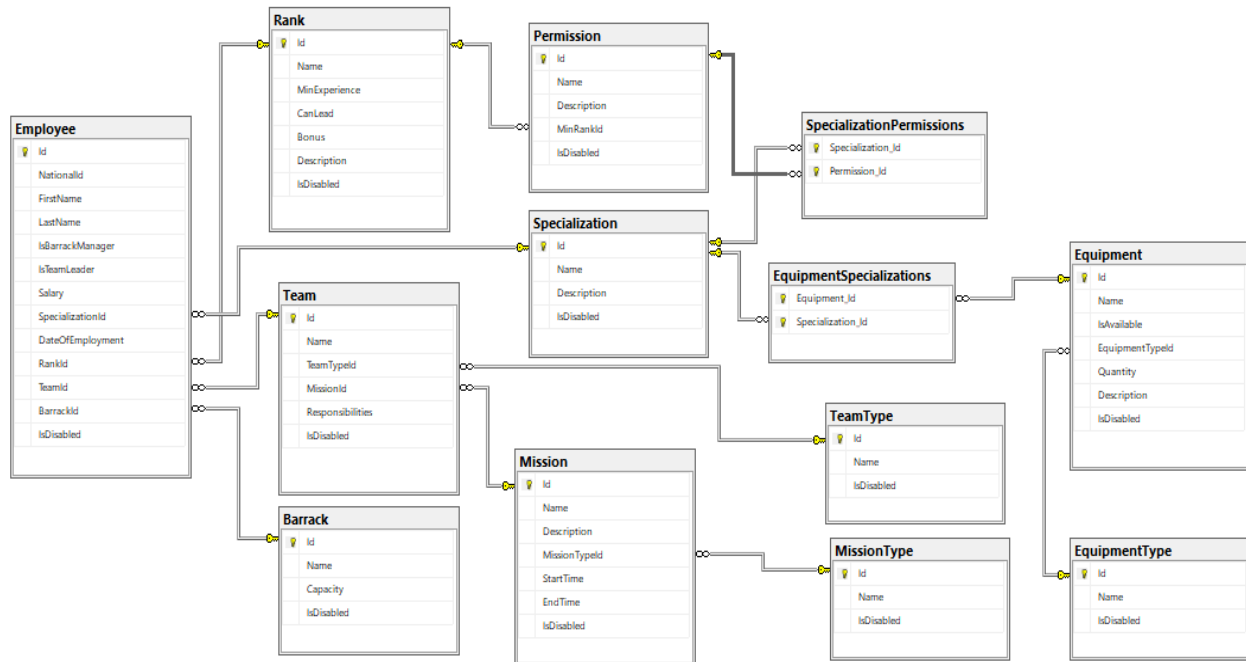 Rank
Id
Name
MinExperience
CanLead
Bonus
Description
IsDisabled
Permission
Id
Name
Description
MinRankId
IsDisabled
SpecializationPermissions
Specialization_Id
Permission_Id
Employee
Id
NationalId
FirstName
LastName
IsBarrackManager
IsTeamLeader
Salary
SpecializationId
DateOfEmployment
RankId
TeamId
BarrackId
IsDisabled
Specialization
Id
Name
Description
IsDisabled
EquipmentSpecializations
Equipment_Id
Specialization_Id
Equipment
Id
Name
IsAvailable
EquipmentTypeId
Quantity
Description
IsDisabled
Team
Id
Name
TeamTypeId
MissionId
Responsibilities
IsDisabled
TeamType
Id
Name
IsDisabled
Mission
Id
Name
Description
MissionTypeId
StartTime
EndTime
IsDisabled
Barrack
Id
Name
Capacity
IsDisabled
MissionType
Id
Name
IsDisabled
EquipmentType
Id
Name
IsDisabled